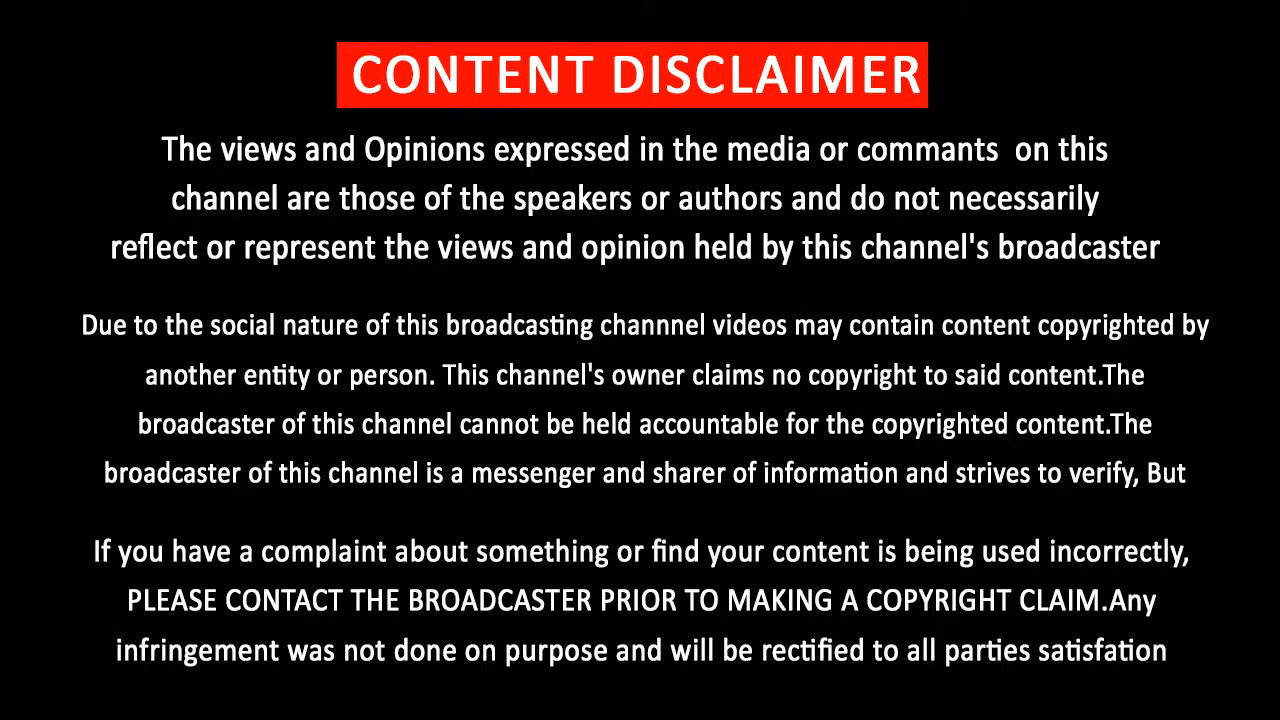 CONTENT DISCLAIMER
The views and Opinions expressed in the media or commants on this
channel are those of the speakers or authors and do not necessarily
reflect or represent the views and opinion held by this channel's broadcaster
Due to the social nature of this broadcasting channnel videos may contain content copyrighted by
another entity or person. This channel's owner claims no copyright to said content.The
broadcaster of this channel cannot be held accountable for the copyrighted content.The
broadcaster of this channel is a messenger and sharer of information and strives to verify, But
If you have a complaint about something or find your content is being used incorrectly,
PLEASE CONTACT THE BROADCASTER PRIOR TO MAKING A COPYRIGHT CLAIM.Any
infringement was not done on purpose and will be rectified to all parties satisfation